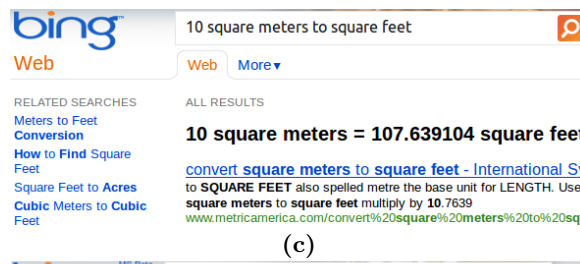 bing™
10 square meters to square feet
Web
Web More▾
RELATED SEARCHES
Meters to Feet
Conversion
How to Find Square
Feet
Square Feet to Acres
Cubic Meters to Cubic
Feet
ALL RESULTS
10 square meters = 107.639104 square feet
convert square meters to square feet - International Sy
to SQUARE FEET also spelled metre the base unit for LENGTH. Use
square meters to square feet multiply by 10.7639
www.metricamerica.com/convert%20square%20meters%20to%20sq
(c)